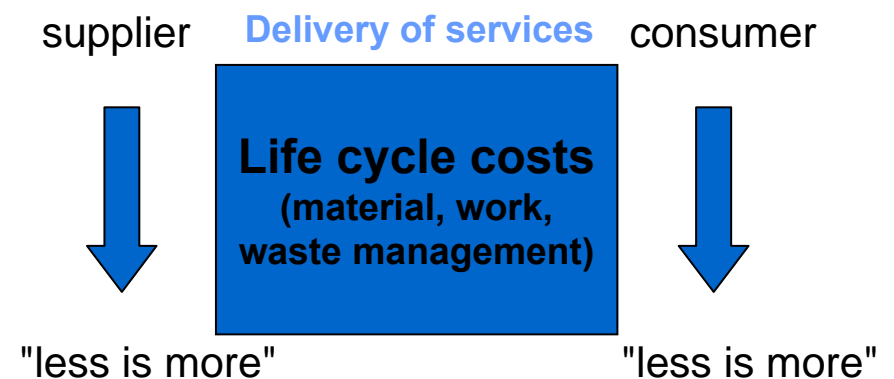 supplier Delivery of services consumer
Life cycle costs
(material, work,
waste management)
"less is more" "less is more"